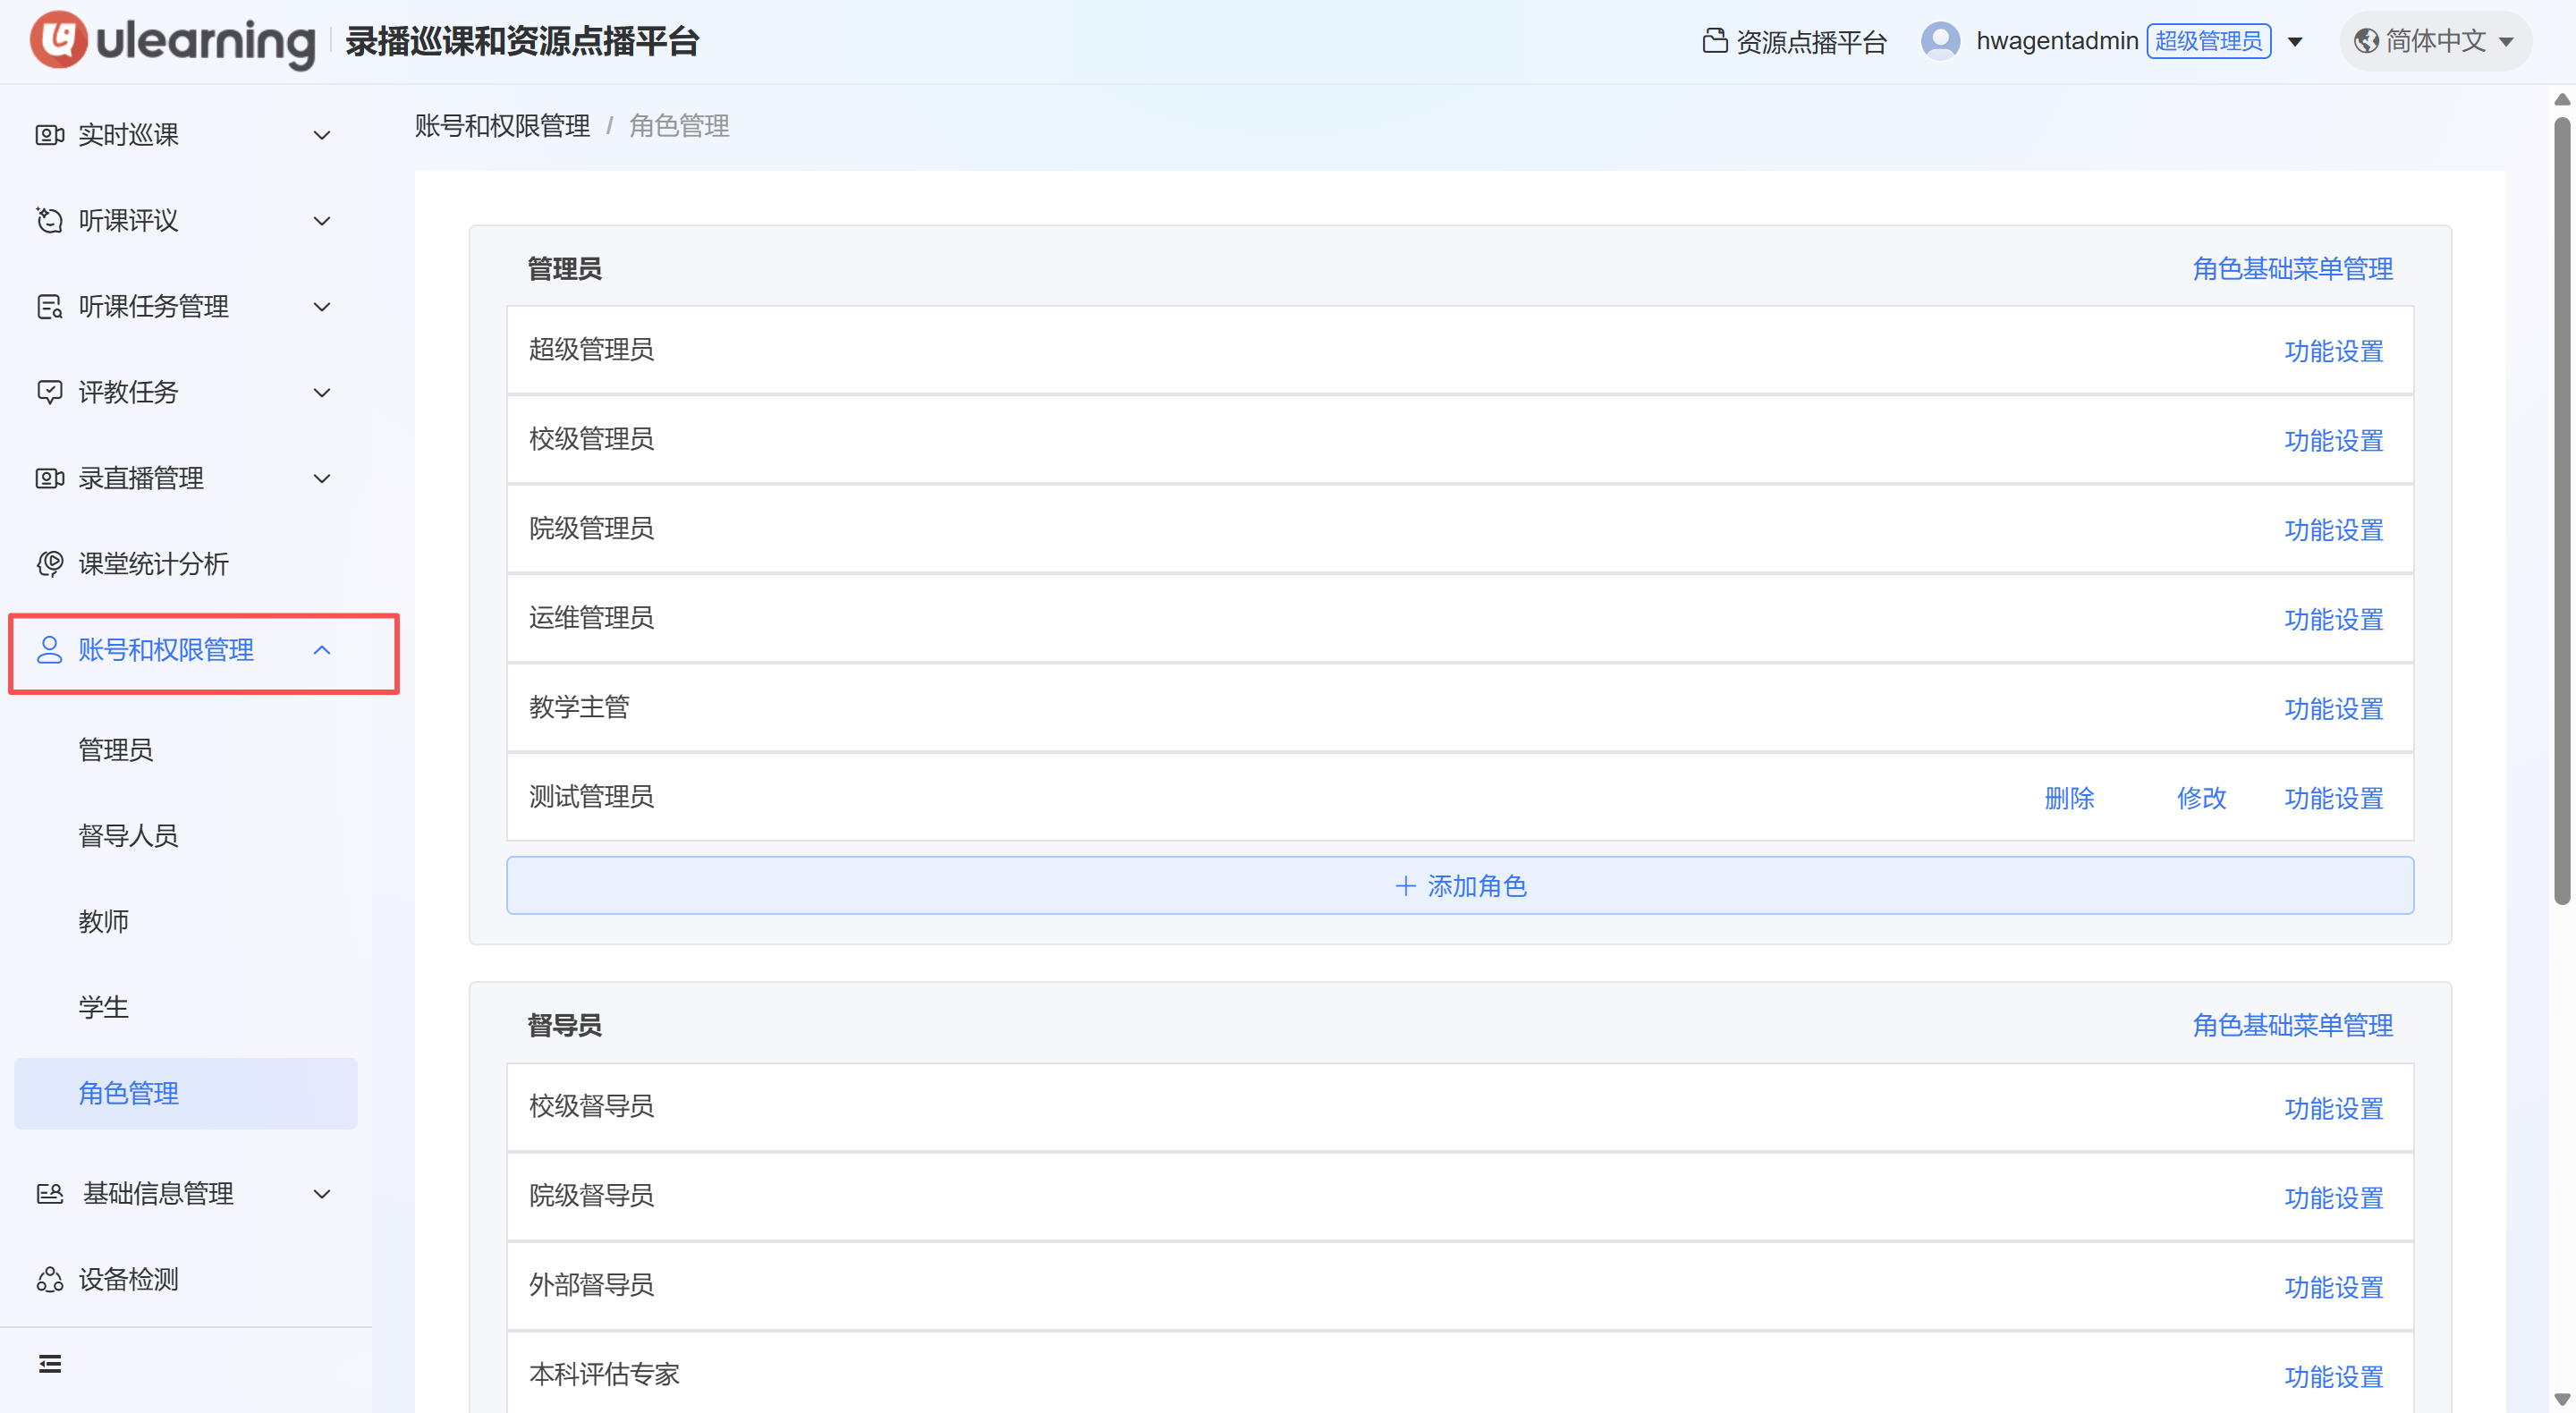 ulearning 录播巡课和资源点播平台 资源点播平台 hwagentadmin 超级管理员 简体中文
实时巡课
听课评议
听课任务管理
评教任务
录直播管理
课堂统计分析
账号和权限管理
管理员
督导人员
教师
学生
角色管理
基础信息管理
设备检测
账号和权限管理 / 角色管理
管理员 角色基础菜单管理
超级管理员 功能设置
校级管理员 功能设置
院级管理员 功能设置
运维管理员 功能设置
教学主管 功能设置
测试管理员 删除 修改 功能设置
+ 添加角色
督导员 角色基础菜单管理
校级督导员 功能设置
院级督导员 功能设置
外部督导员 功能设置
本科评估专家 功能设置